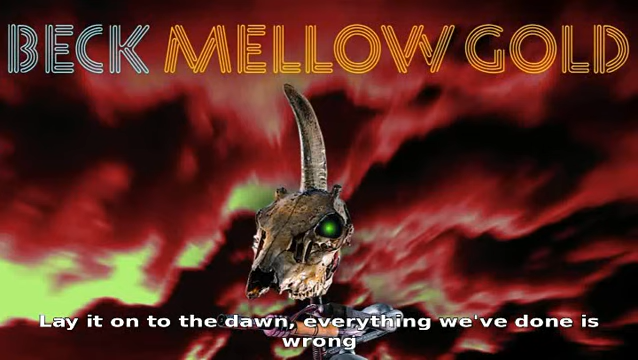 BECK MELLOW GOLD
Lay it on to the dawn, everything we've done is
wrong